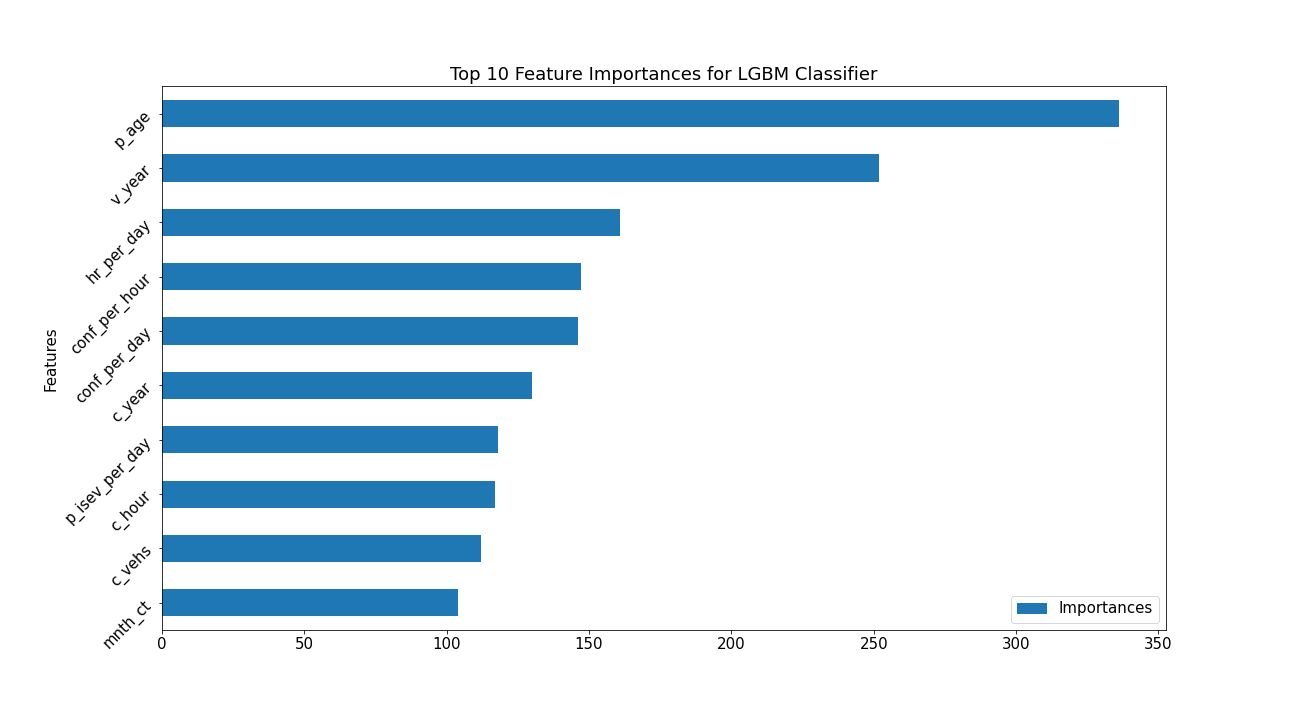 Top 10 Feature Importances for LGBM Classifier
Features
p_age
v_year
hr_per_day
conf_per_hour
conf_per_day
c_year
p_isev_per_day
c_hour
c_vehs
mnth_ct
Importances
0 50 100 150 200 250 300 350